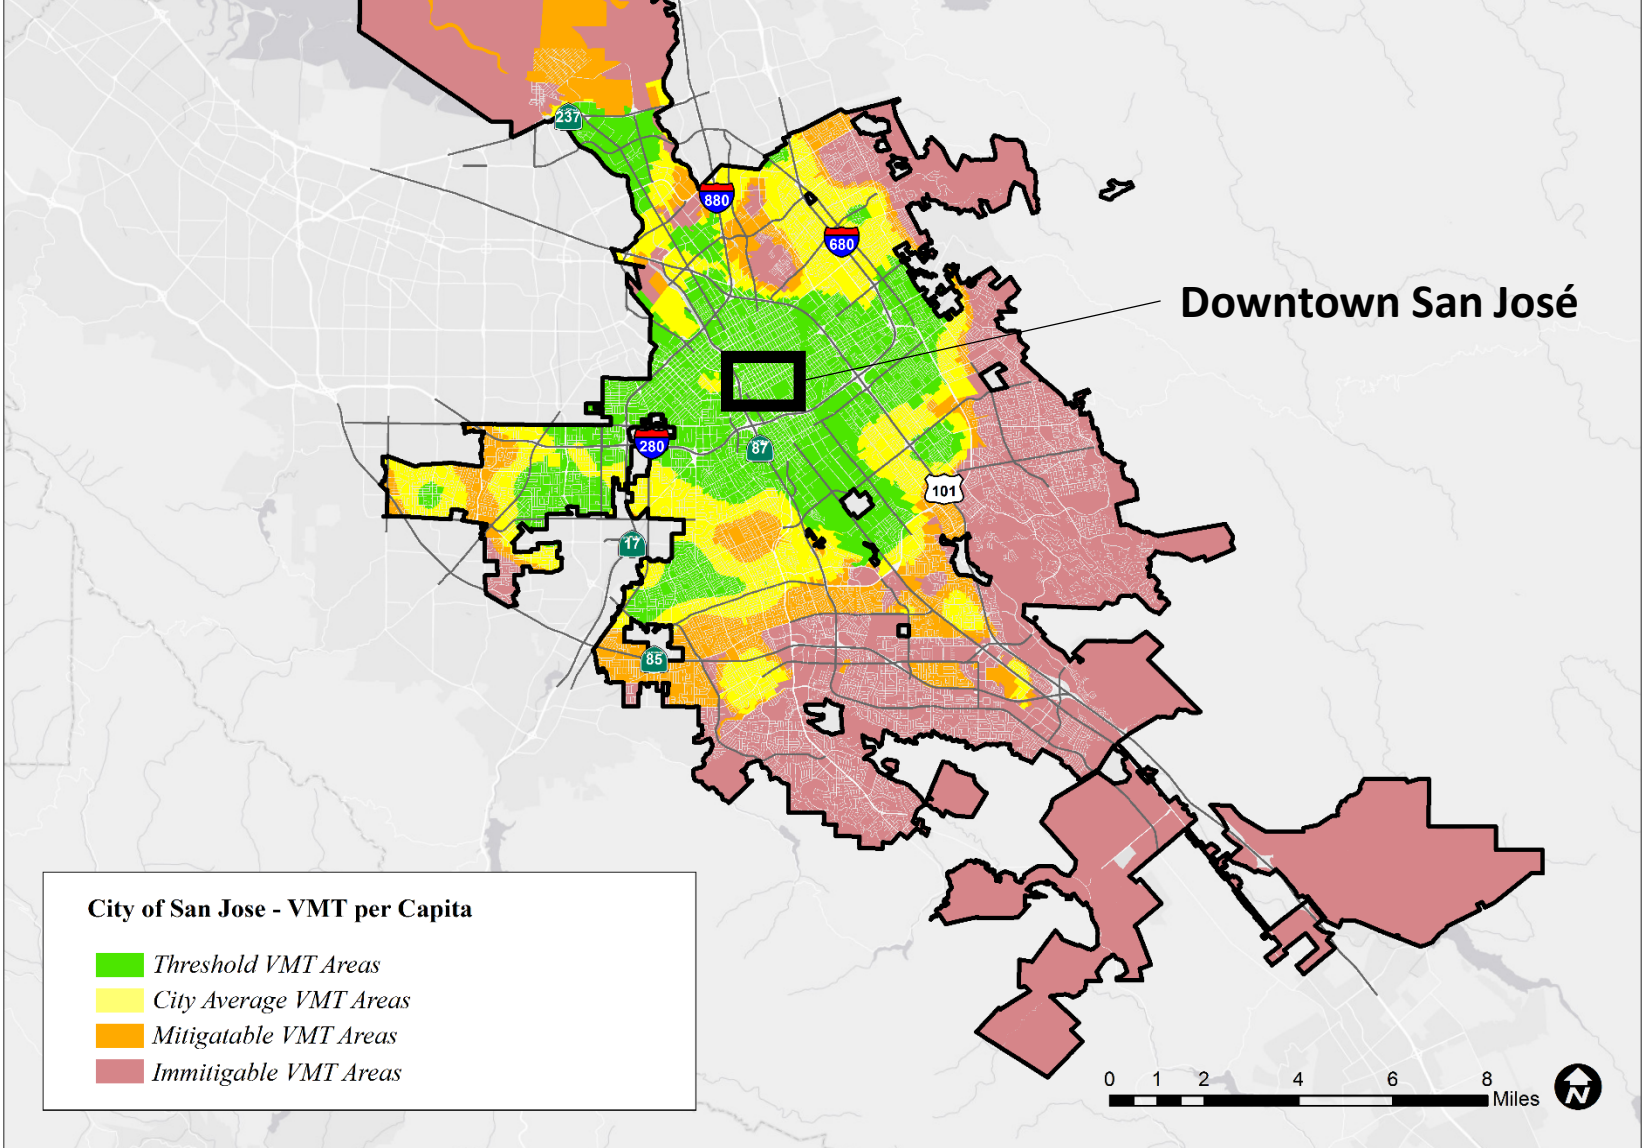 237
880
680
Downtown San José
280
87
101
17
85
City of San Jose - VMT per Capita
Threshold VMT Areas
City Average VMT Areas
Mitigatable VMT Areas
Immitigable VMT Areas
0 1 2 4 6 8
Miles
N